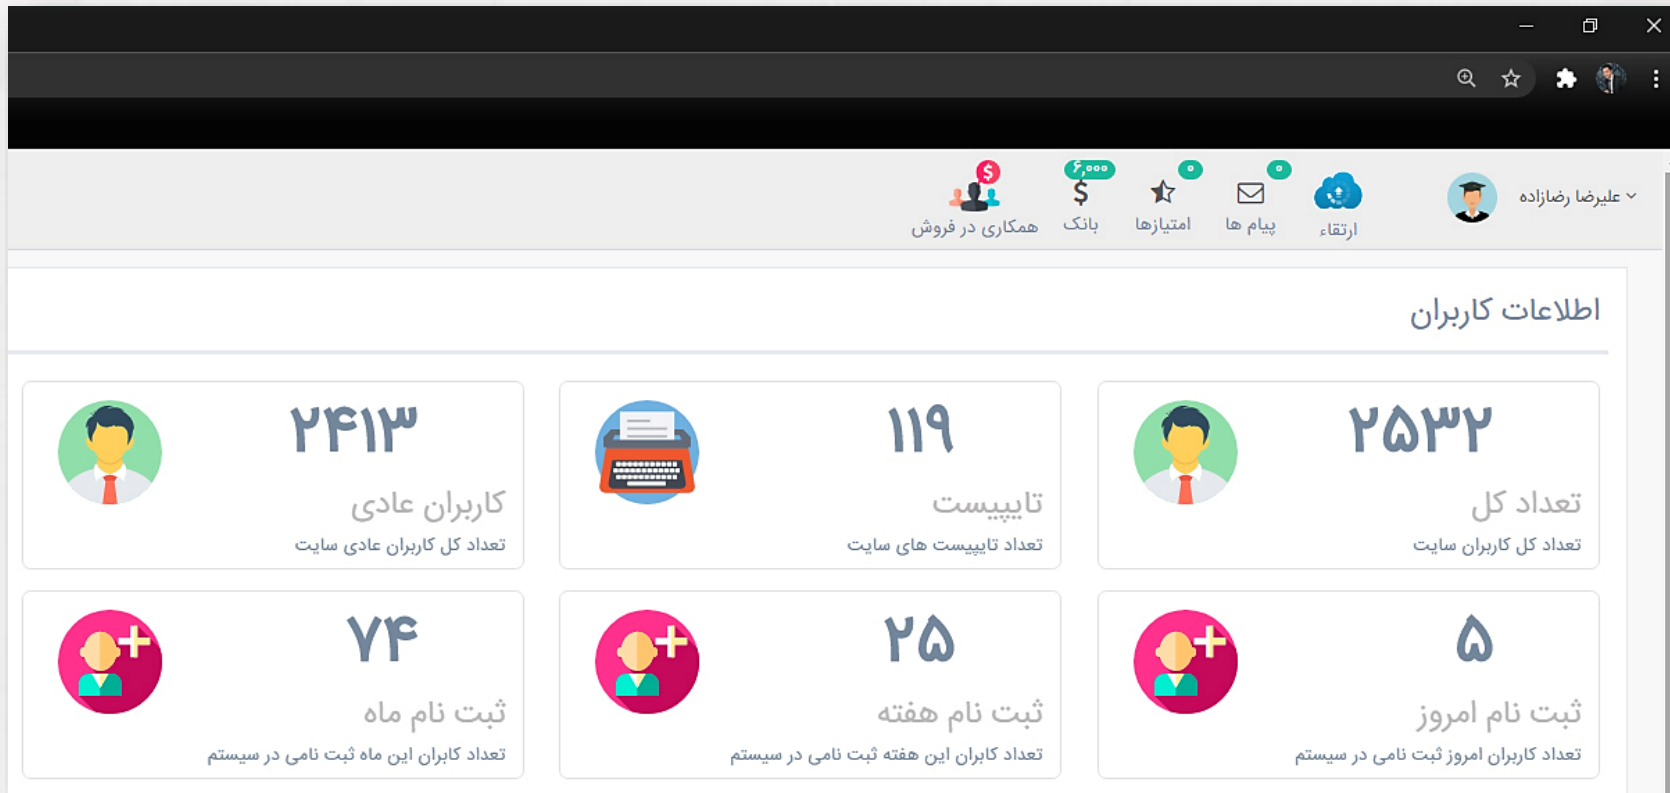 علیرضا رضازاده
ارتقاء
۰
پیام ها
۰
امتیازها
۶,۰۰۰
بانک
همکاری در فروش
اطلاعات کاربران
۲۵۳۲
تعداد کل
تعداد کل کاربران سایت
۱۱۹
تایپیست
تعداد تایپیست های سایت
۲۴۱۳
کاربران عادی
تعداد کل کاربران عادی سایت
۵
ثبت نام امروز
تعداد کاربران امروز ثبت نامی در سیستم
۲۵
ثبت نام هفته
تعداد کابران این هفته ثبت نامی در سیستم
۷۴
ثبت نام ماه
تعداد کابران این ماه ثبت نامی در سیستم